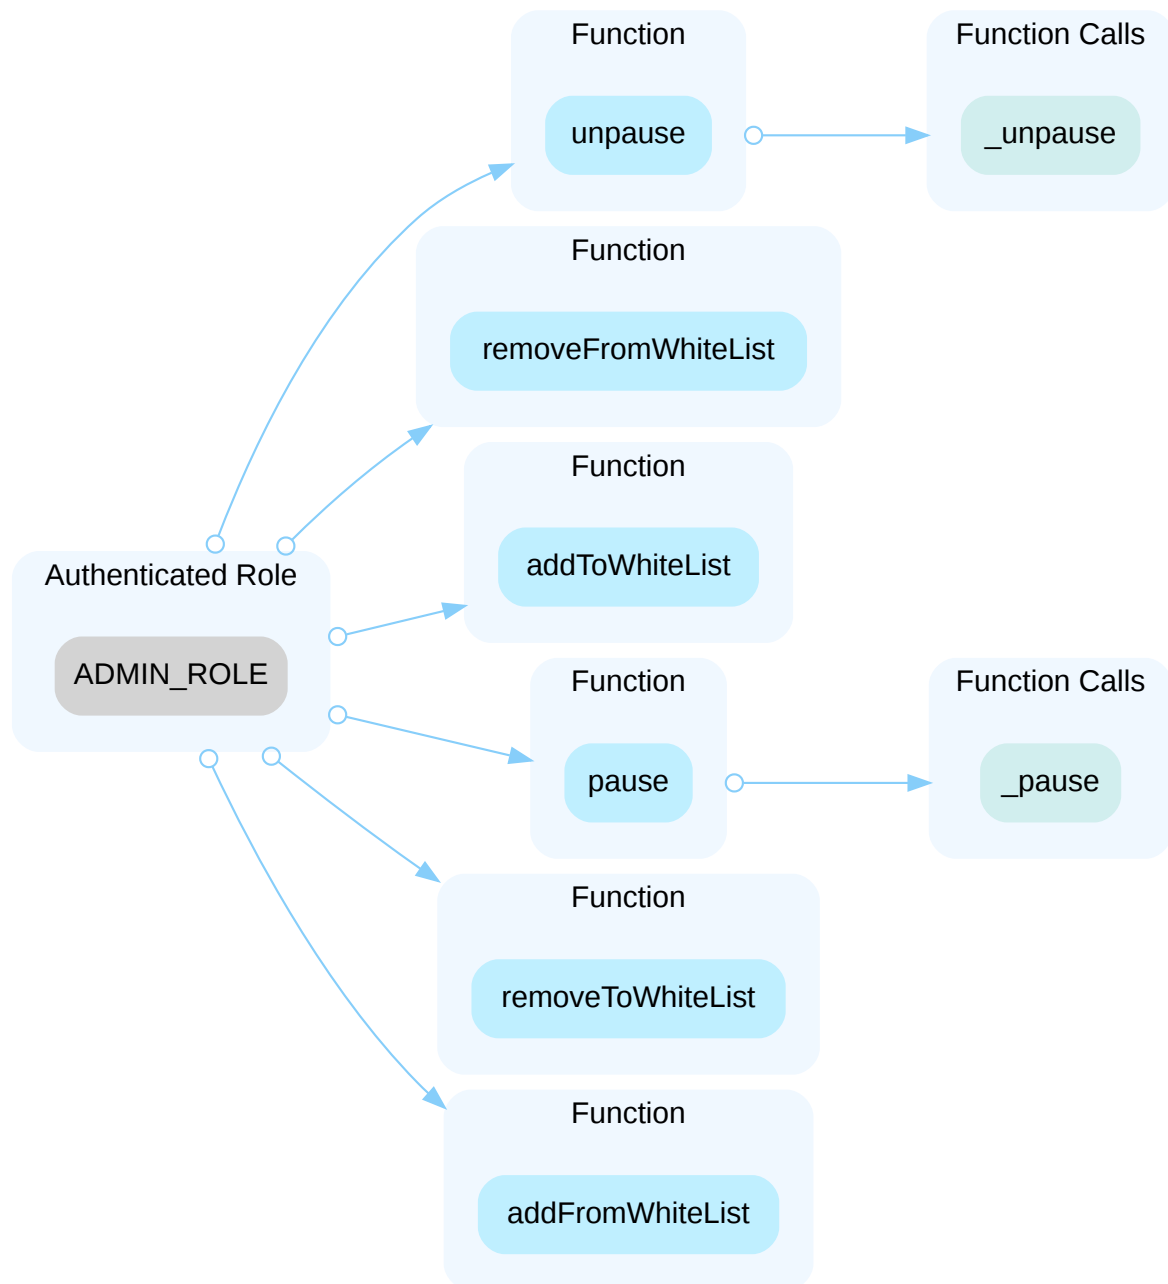 Function
unpause
Function Calls
_unpause
Function
removeFromWhiteList
Function
addToWhiteList
Authenticated Role
ADMIN_ROLE
Function
pause
Function Calls
_pause
Function
removeToWhiteList
Function
addFromWhiteList